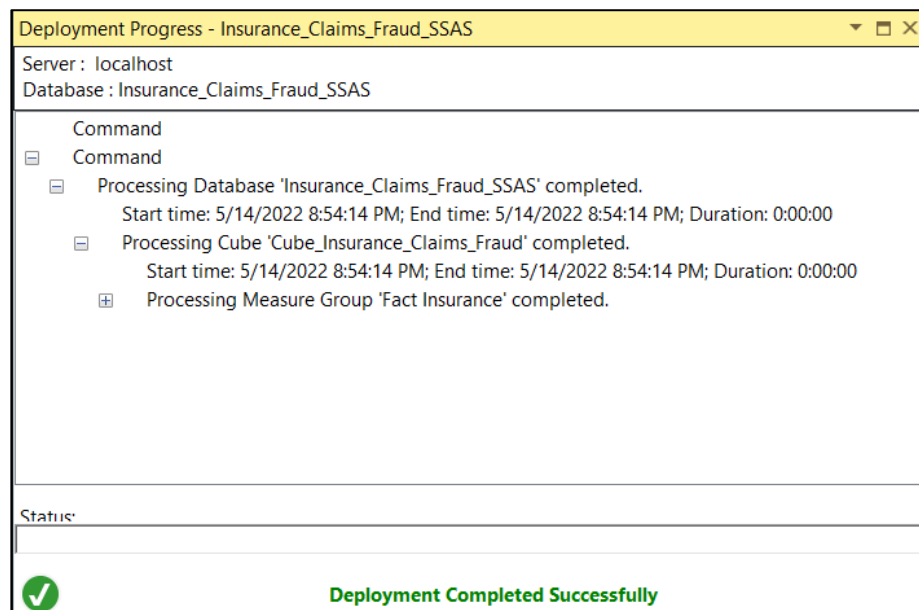 Deployment Progress - Insurance_Claims_Fraud_SSAS
Server : localhost
Database : Insurance_Claims_Fraud_SSAS
Command
Command
Processing Database 'Insurance_Claims_Fraud_SSAS' completed.
Start time: 5/14/2022 8:54:14 PM; End time: 5/14/2022 8:54:14 PM; Duration: 0:00:00
Processing Cube 'Cube_Insurance_Claims_Fraud' completed.
Start time: 5/14/2022 8:54:14 PM; End time: 5/14/2022 8:54:14 PM; Duration: 0:00:00
Processing Measure Group 'Fact Insurance' completed.
Status:
Deployment Completed Successfully